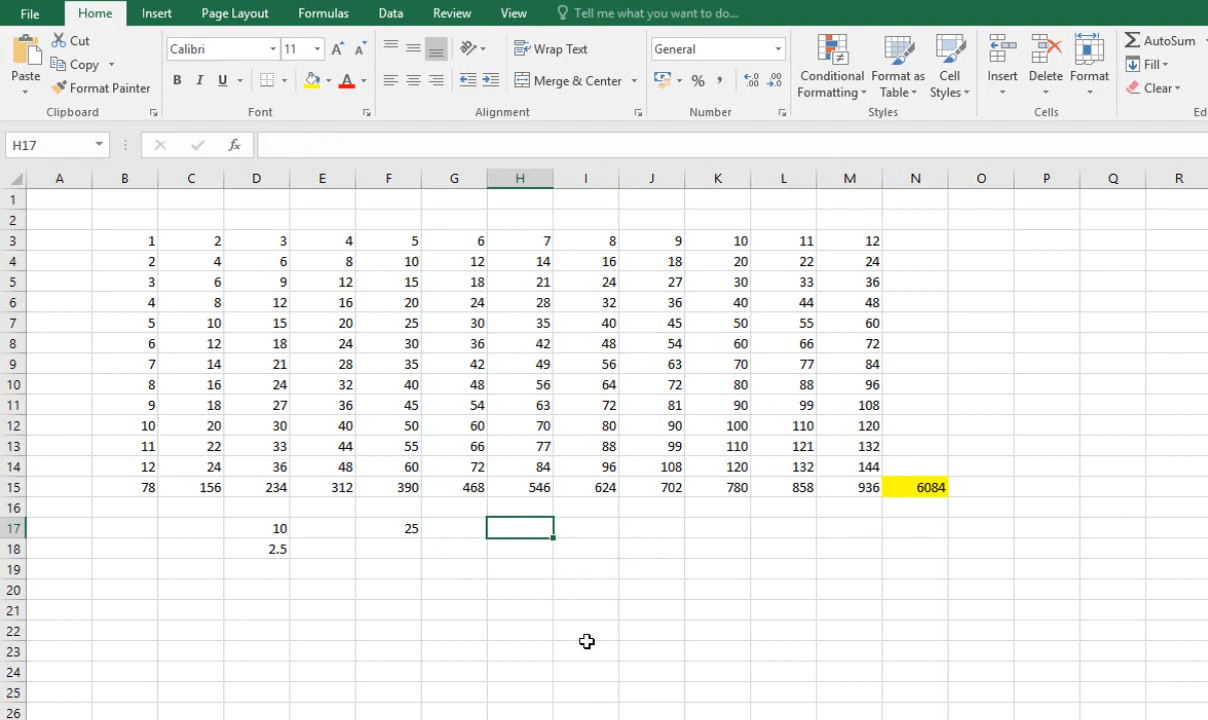 File Home Insert Page Layout Formulas Data Review View Tell me what you want to do...
Cut
Copy
Format Painter
Paste
Clipboard
Calibri 11
B I U
Font
Wrap Text
Merge & Center
Alignment
General
% ,
Number
Conditional Formatting
Format as Table
Cell Styles
Styles
Insert Delete Format
Cells
AutoSum
Fill
Clear
H17 fx
A B C D E F G H I J K L M N O P Q R
1
2
3 1 2 3 4 5 6 7 8 9 10 11 12
4 2 4 6 8 10 12 14 16 18 20 22 24
5 3 6 9 12 15 18 21 24 27 30 33 36
6 4 8 12 16 20 24 28 32 36 40 44 48
7 5 10 15 20 25 30 35 40 45 50 55 60
8 6 12 18 24 30 36 42 48 54 60 66 72
9 7 14 21 28 35 42 49 56 63 70 77 84
10 8 16 24 32 40 48 56 64 72 80 88 96
11 9 18 27 36 45 54 63 72 81 90 99 108
12 10 20 30 40 50 60 70 80 90 100 110 120
13 11 22 33 44 55 66 77 88 99 110 121 132
14 12 24 36 48 60 72 84 96 108 120 132 144
15 78 156 234 312 390 468 546 624 702 780 858 936 6084
16
17 10 25
18 2.5
19
20
21
22
23
24
25
26